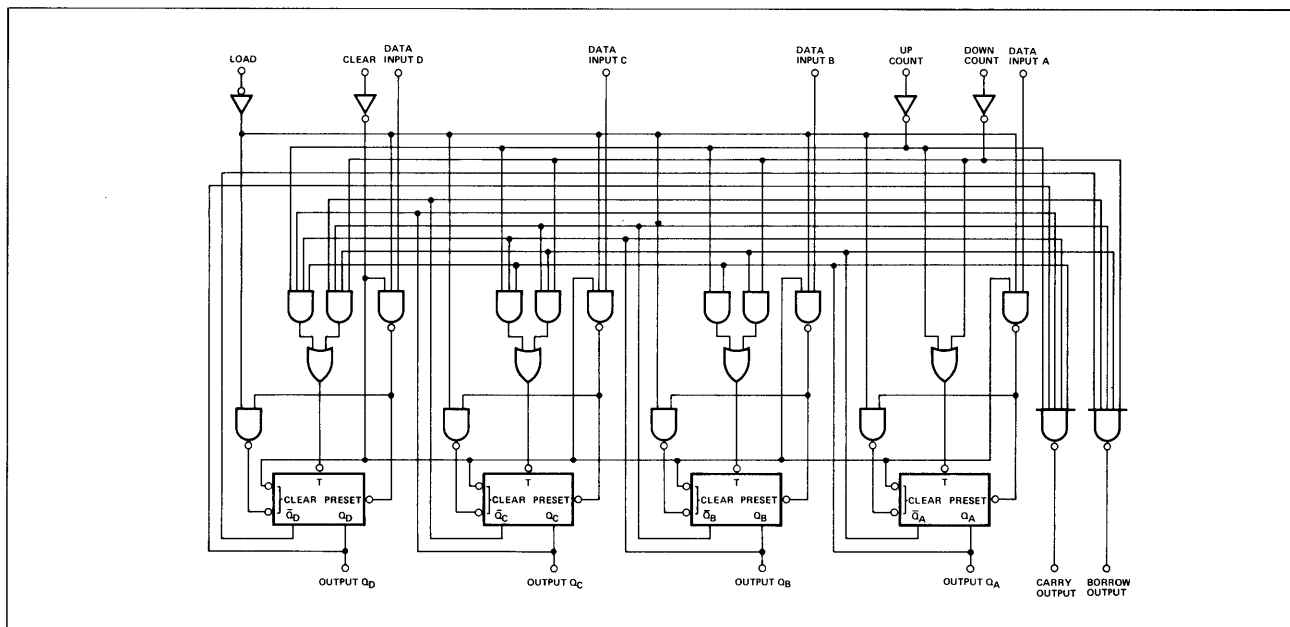 LOAD
CLEAR
DATA
INPUT D
DATA
INPUT C
DATA
INPUT B
UP
COUNT
DOWN
COUNT
DATA
INPUT A
T
CLEAR PRESET
Q̅D QD
T
CLEAR PRESET
Q̅C QC
T
CLEAR PRESET
Q̅B QB
T
CLEAR PRESET
Q̅A QA
OUTPUT QD
OUTPUT QC
OUTPUT QB
OUTPUT QA
CARRY
OUTPUT
BORROW
OUTPUT